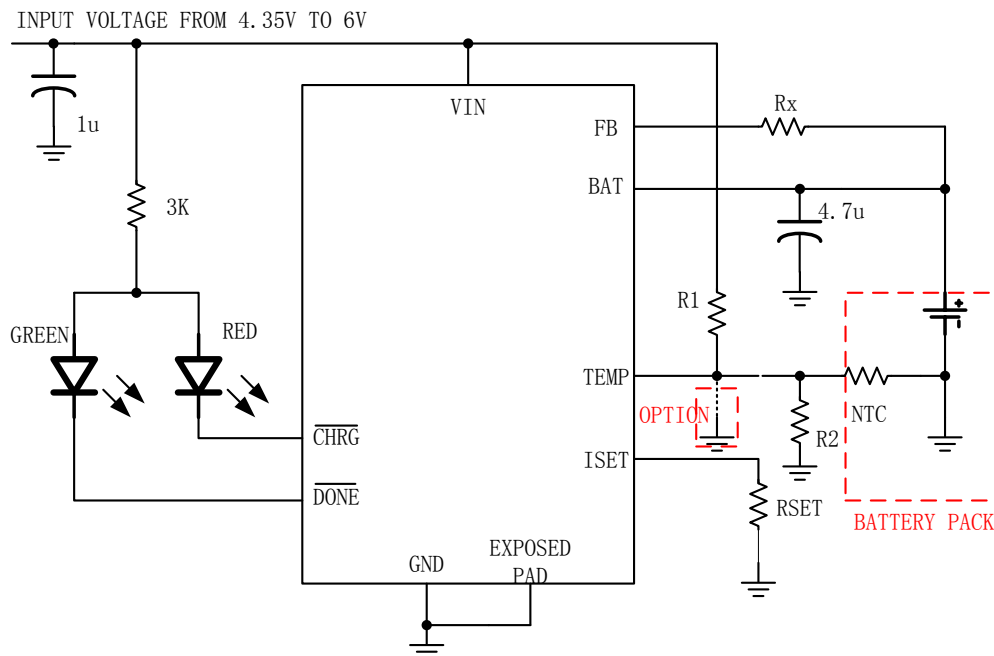 INPUT VOLTAGE FROM 4.35V TO 6V
1u
VIN
Rx
FB
BAT
3K
4.7u
R1
GREEN
RED
TEMP
OPTION
NTC
R2
CHRG
ISET
DONE
RSET
BATTERY PACK
EXPOSED
PAD
GND